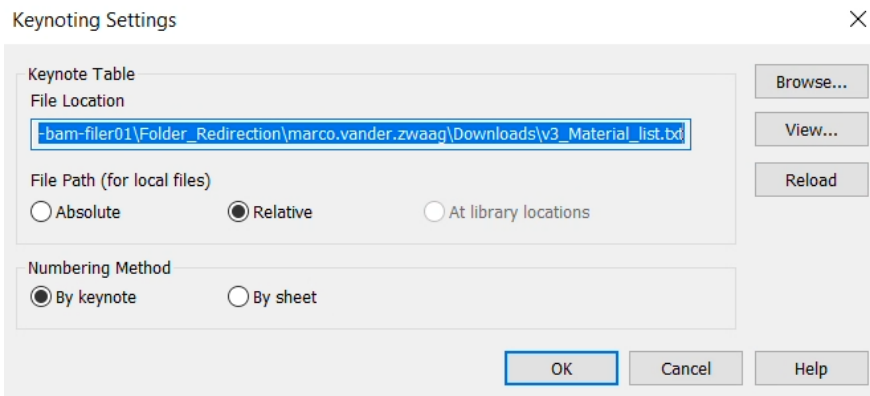 Keynoting Settings
Keynote Table
Browse...
File Location
-bam-filer01\Folder_Redirection\marco.vander.zwaag\Downloads\v3_Material_list.txt
View...
File Path (for local files)
Reload
Absolute Relative At library locations
Numbering Method
By keynote By sheet
OK Cancel Help